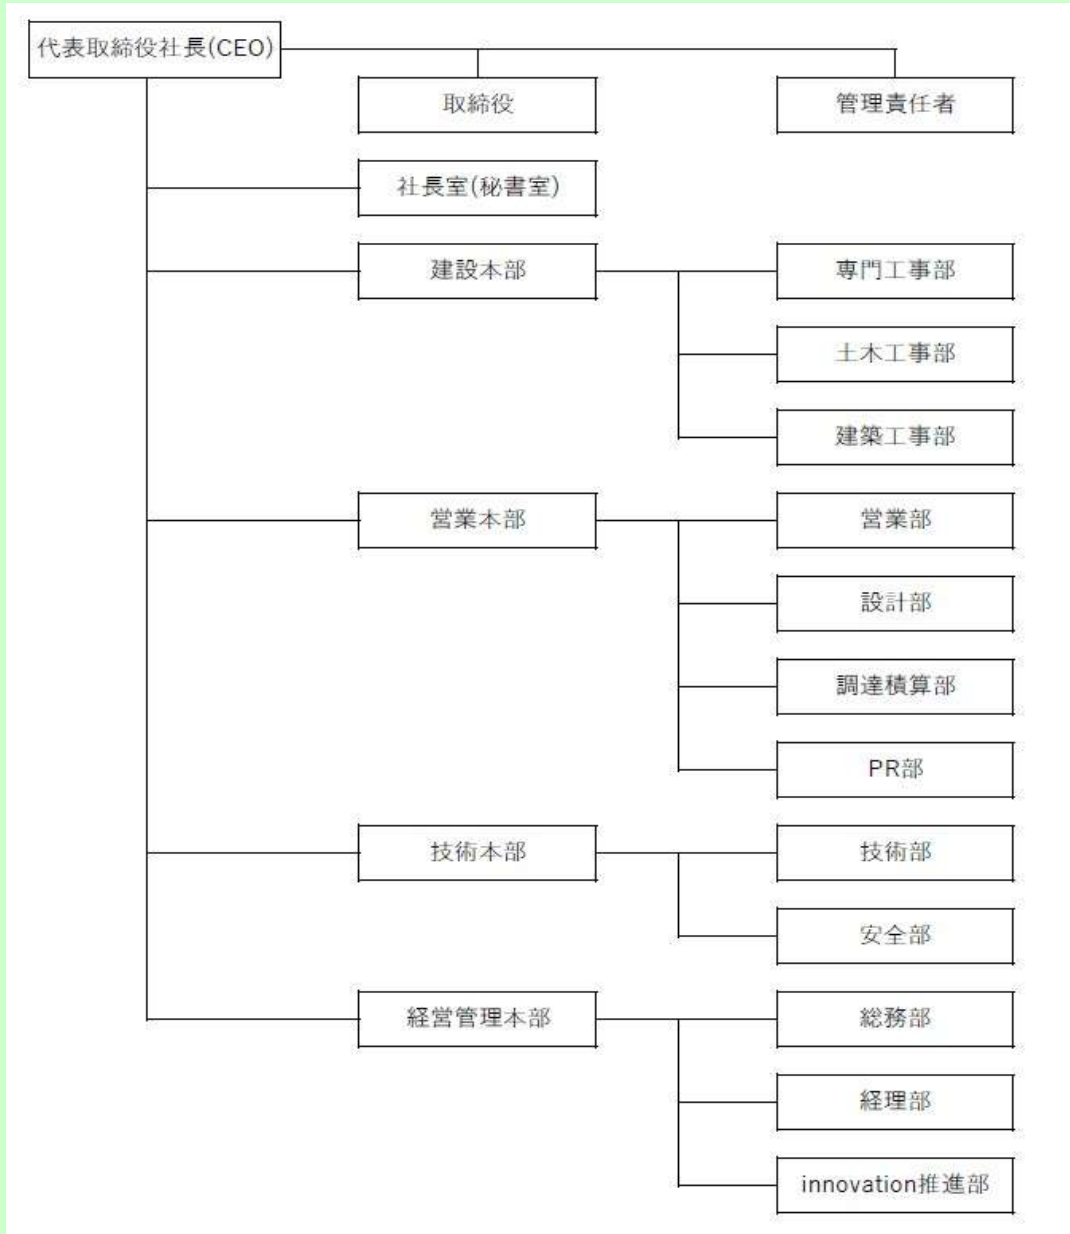 代表取締役社長(CEO)
取締役
管理責任者
社長室(秘書室)
建設本部
専門工事部
土木工事部
建築工事部
営業本部
営業部
設計部
調達積算部
PR部
技術本部
技術部
安全部
経営管理本部
総務部
経理部
innovation推進部